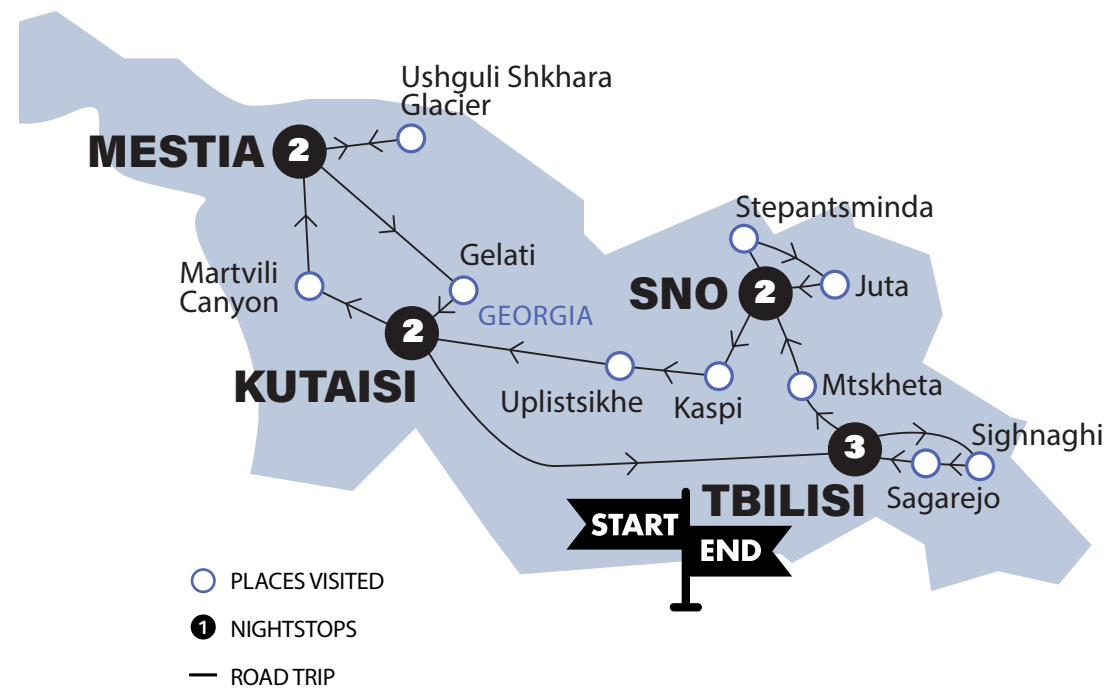 Ushguli Shkhara
Glacier
MESTIA
2
Stepantsminda
Gelati
Martvili
Canyon
SNO
2
Juta
GEORGIA
2
KUTAISI
Uplistsikhe
Kaspi
Mtskheta
Sighnaghi
3
TBILISI
Sagarejo
START
END
PLACES VISITED
1
NIGHTSTOPS
ROAD TRIP